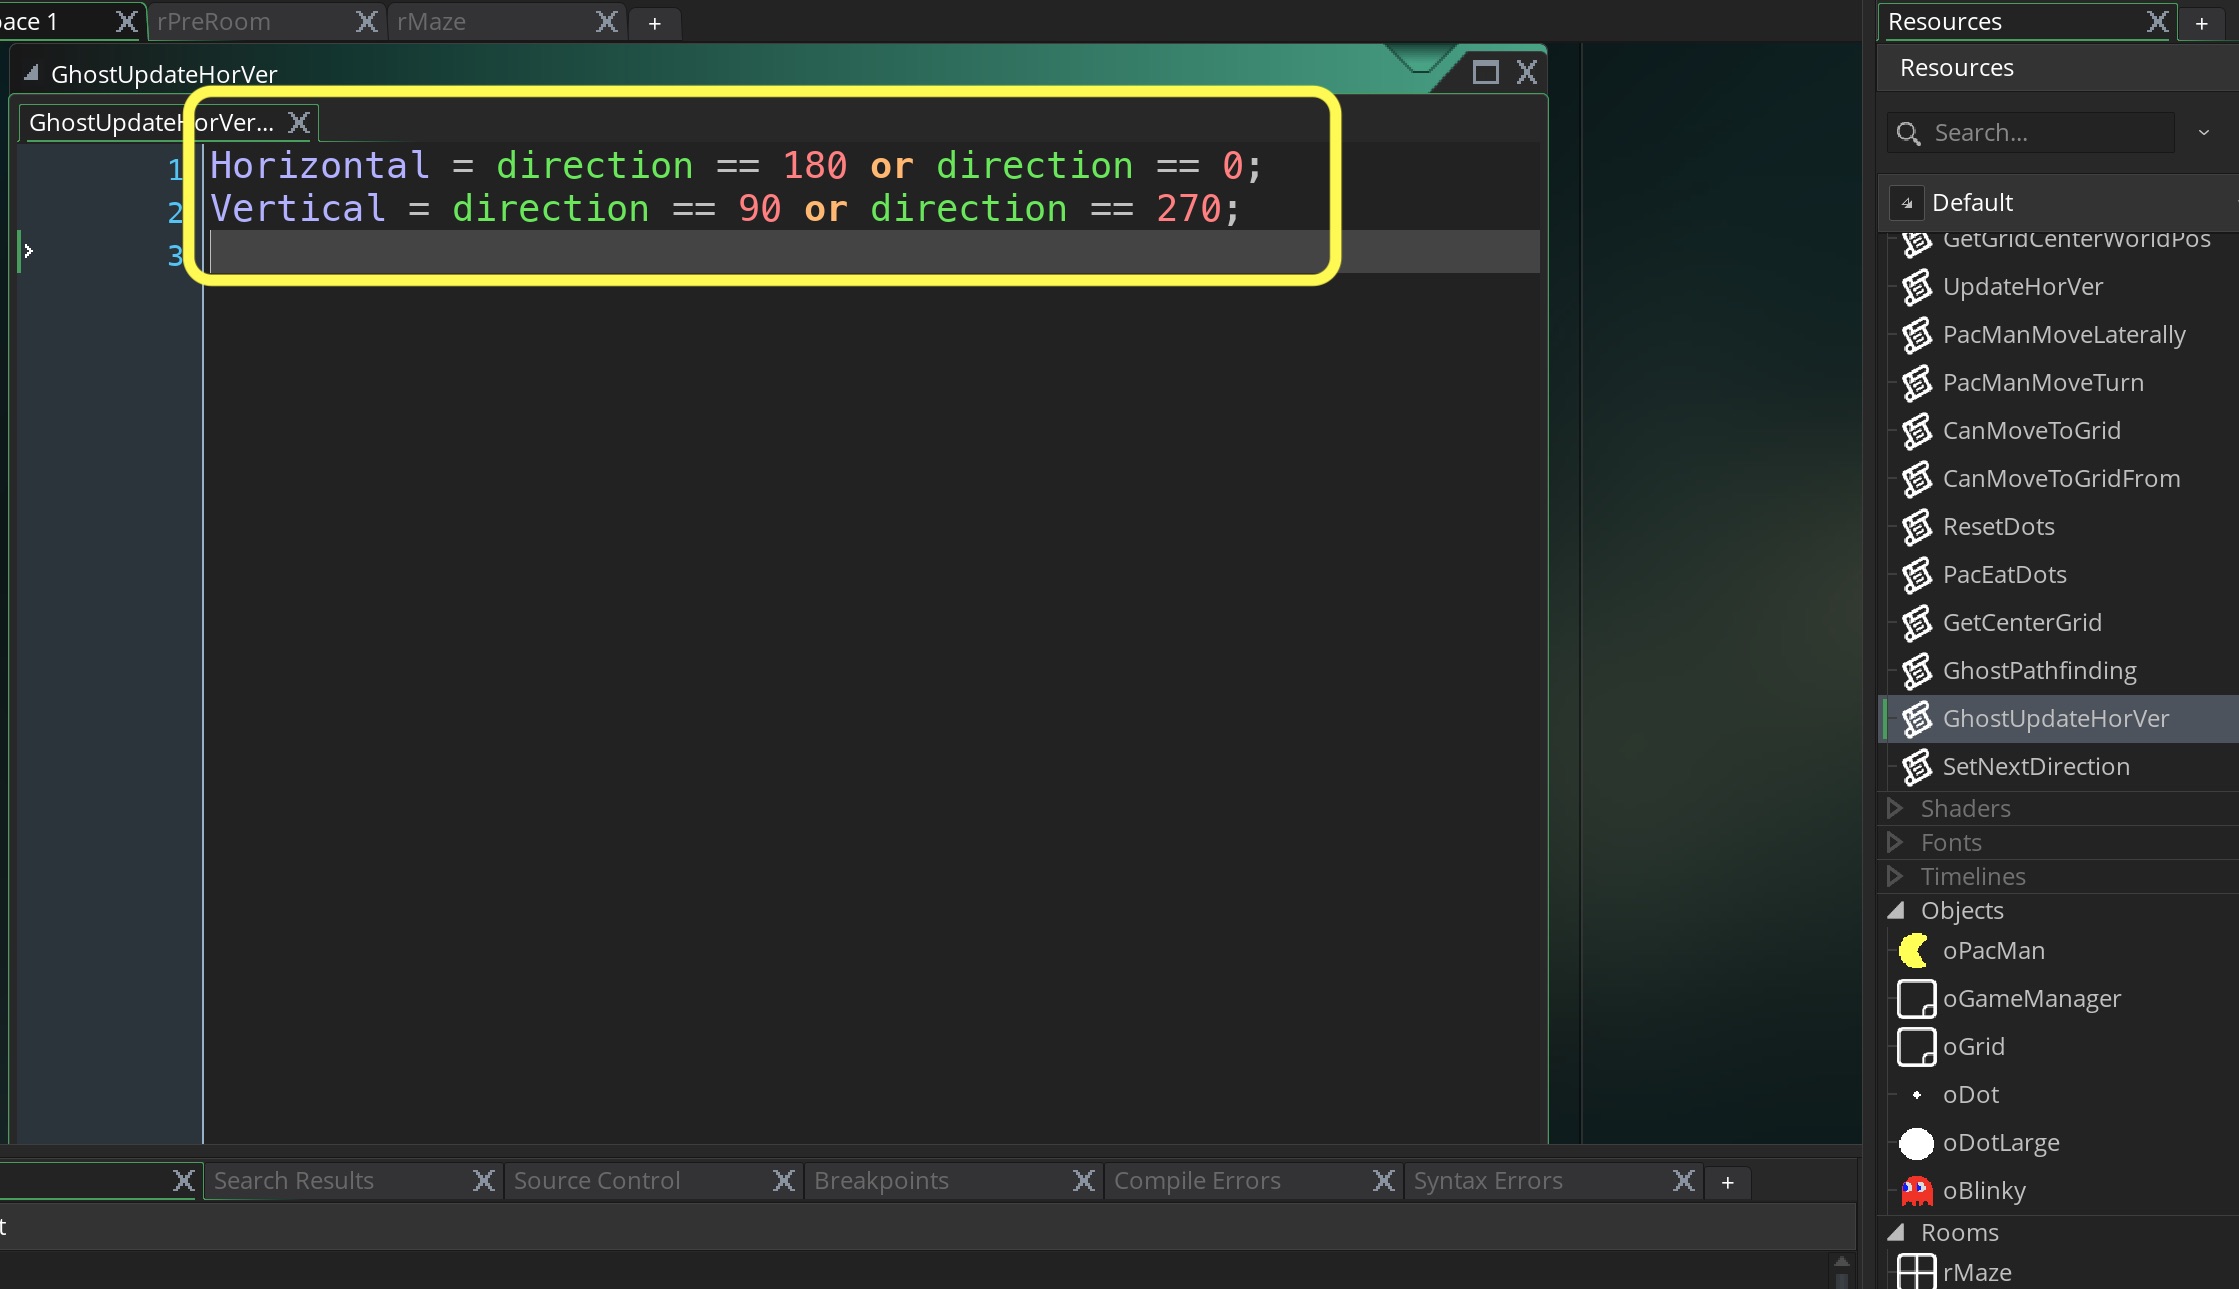 ace 1
rPreRoom
rMaze
+
Resources
+
GhostUpdateHorVer
Resources
GhostUpdateHorVer...
Search...
1 Horizontal = direction == 180 or direction == 0;
2 Vertical = direction == 90 or direction == 270;
3
Default
GetGridCenterWorldPos
UpdateHorVer
PacManMoveLaterally
PacManMoveTurn
CanMoveToGrid
CanMoveToGridFrom
ResetDots
PacEatDots
GetCenterGrid
GhostPathfinding
GhostUpdateHorVer
SetNextDirection
Shaders
Fonts
Timelines
Objects
oPacMan
oGameManager
oGrid
oDot
oDotLarge
oBlinky
Rooms
rMaze
Search Results
Source Control
Breakpoints
Compile Errors
Syntax Errors
+
t